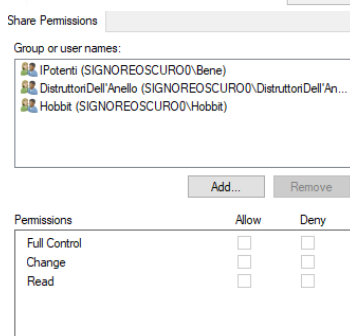 Share Permissions
Group or user names:
IPotenti (SIGNOREOSCURO0\Bene)
DistruttoriDell'Anello (SIGNOREOSCURO0\DistruttoriDell'An...
Hobbit (SIGNOREOSCURO0\Hobbit)
Add... Remove
Permissions Allow Deny
Full Control
Change
Read